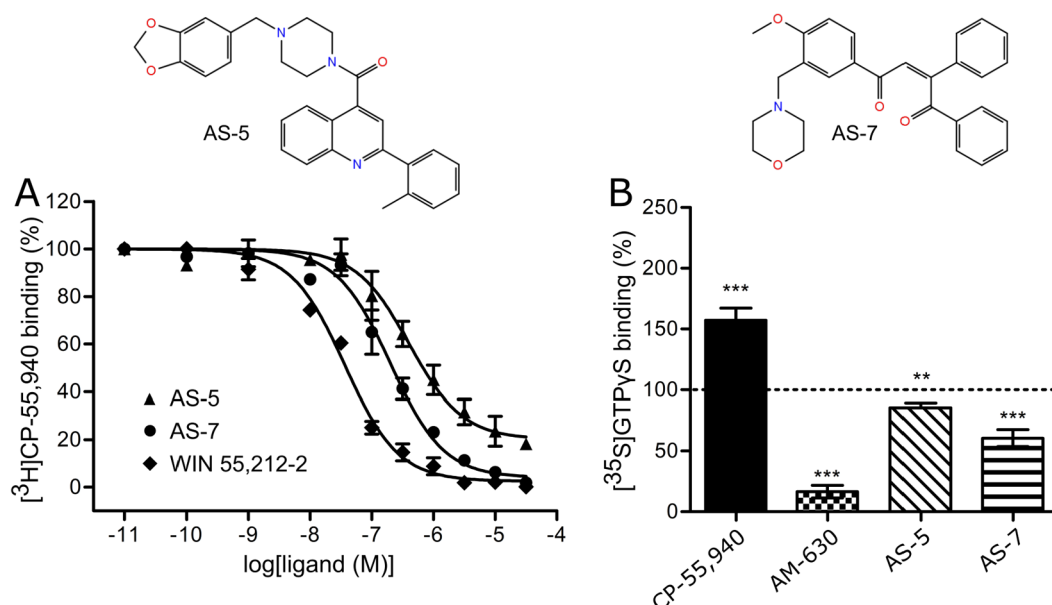 O
O
N
N
O
AS-5
N
O
N
O
O
O
AS-7
A
120
100
80
60
40
20
0
[³H]CP-55,940 binding (%)
AS-5
AS-7
WIN 55,212-2
-11 -10 -9 -8 -7 -6 -5 -4
log[ligand (M)]
B
250
200
150
100
50
0
[³⁵S]GTPγS binding (%)
***
***
**
***
CP-55,940
AM-630
AS-5
AS-7